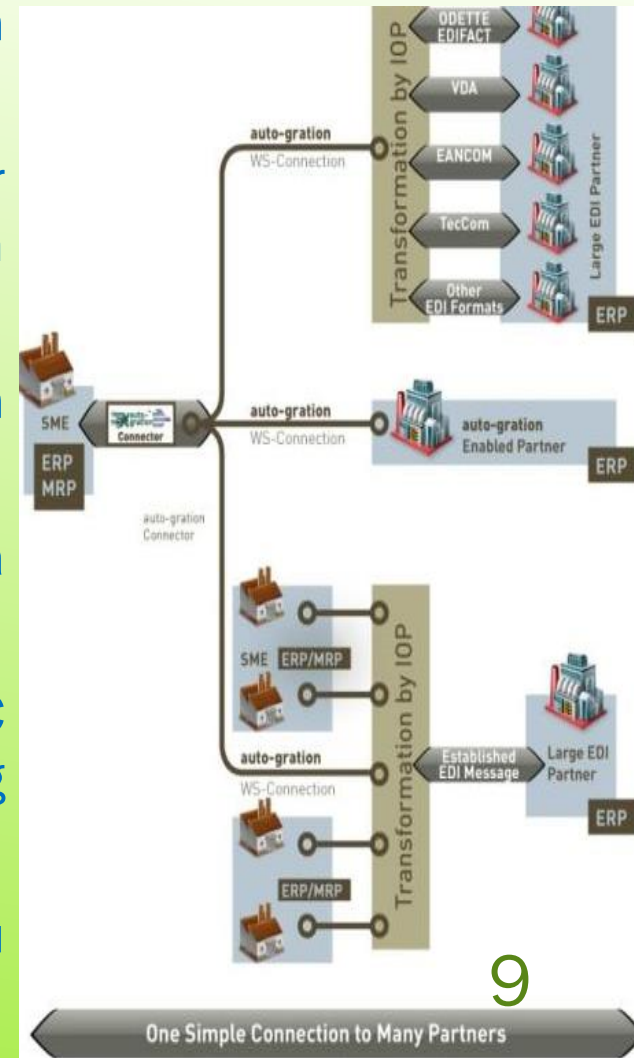 ODETTE
EDIFACT
VDA
EANCOM
TecCom
Other
EDI Formats
Transformation by IOP
Large EDI Partner
ERP
auto-gration
WS-Connection
SME
ERP
MRP
Connector
auto-gration
WS-Connection
auto-gration
Enabled Partner
ERP
auto-gration
Connector
SME
ERP/MRP
Transformation by IOP
auto-gration
WS-Connection
Established
EDI Message
Large EDI
Partner
ERP
ERP/MRP
9
One Simple Connection to Many Partners